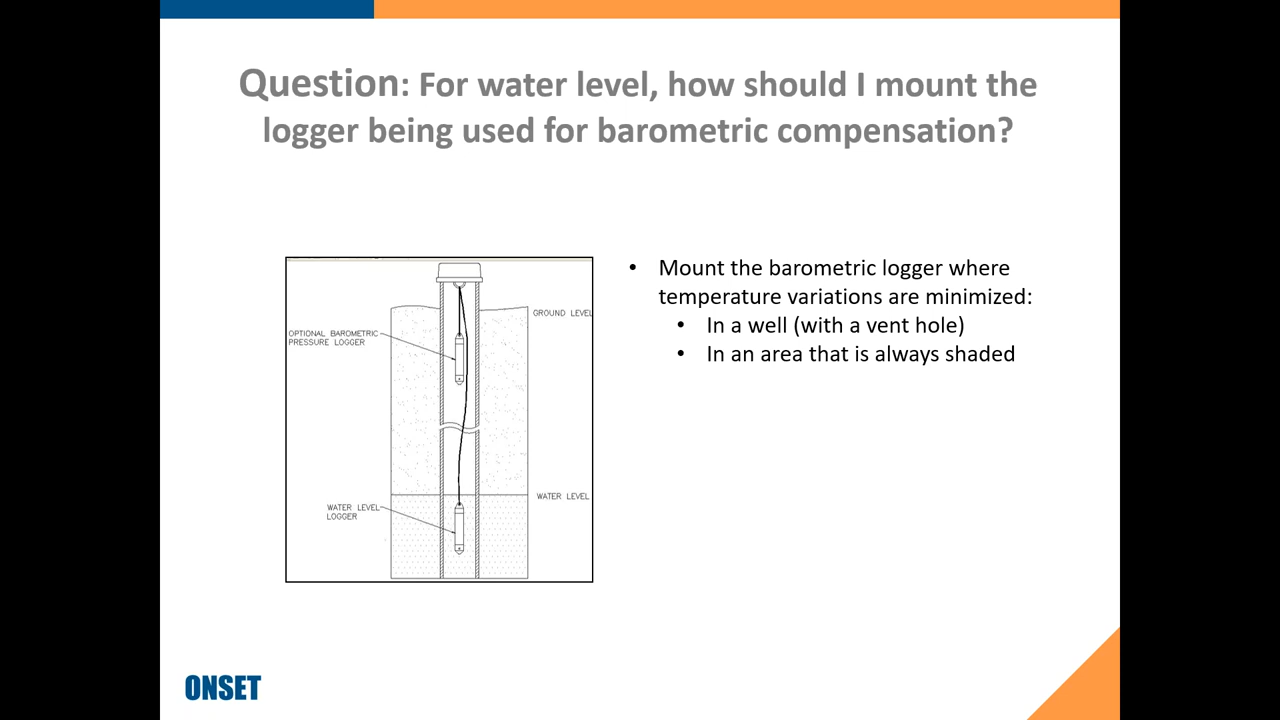 Question: For water level, how should I mount the
logger being used for barometric compensation?
• Mount the barometric logger where
temperature variations are minimized:
• In a well (with a vent hole)
• In an area that is always shaded
GROUND LEVEL
OPTIONAL BAROMETRIC
PRESSURE LOGGER
WATER LEVEL
WATER LEVEL
LOGGER
ONSET